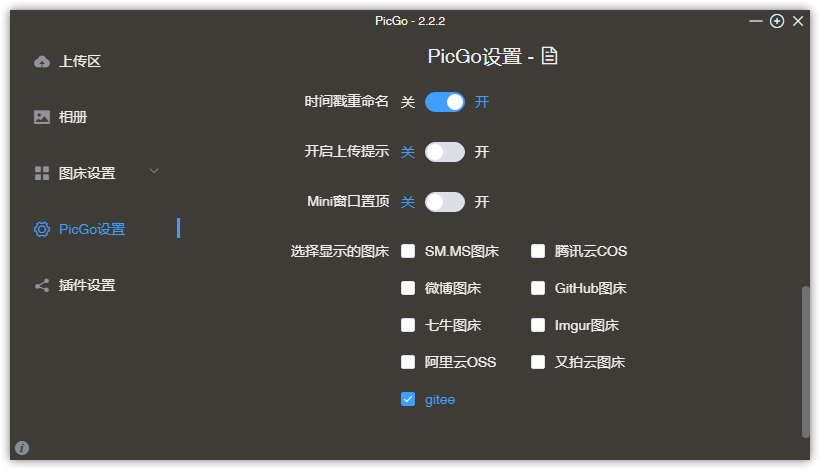 PicGo - 2.2.2
上传区
相册
图床设置
PicGo设置
插件设置
PicGo设置 -
时间戳重命名 关 开
开启上传提示 关 开
Mini窗口置顶 关 开
选择显示的图床 SM.MS图床 腾讯云COS
微博图床 GitHub图床
七牛图床 Imgur图床
阿里云OSS 又拍云图床
gitee